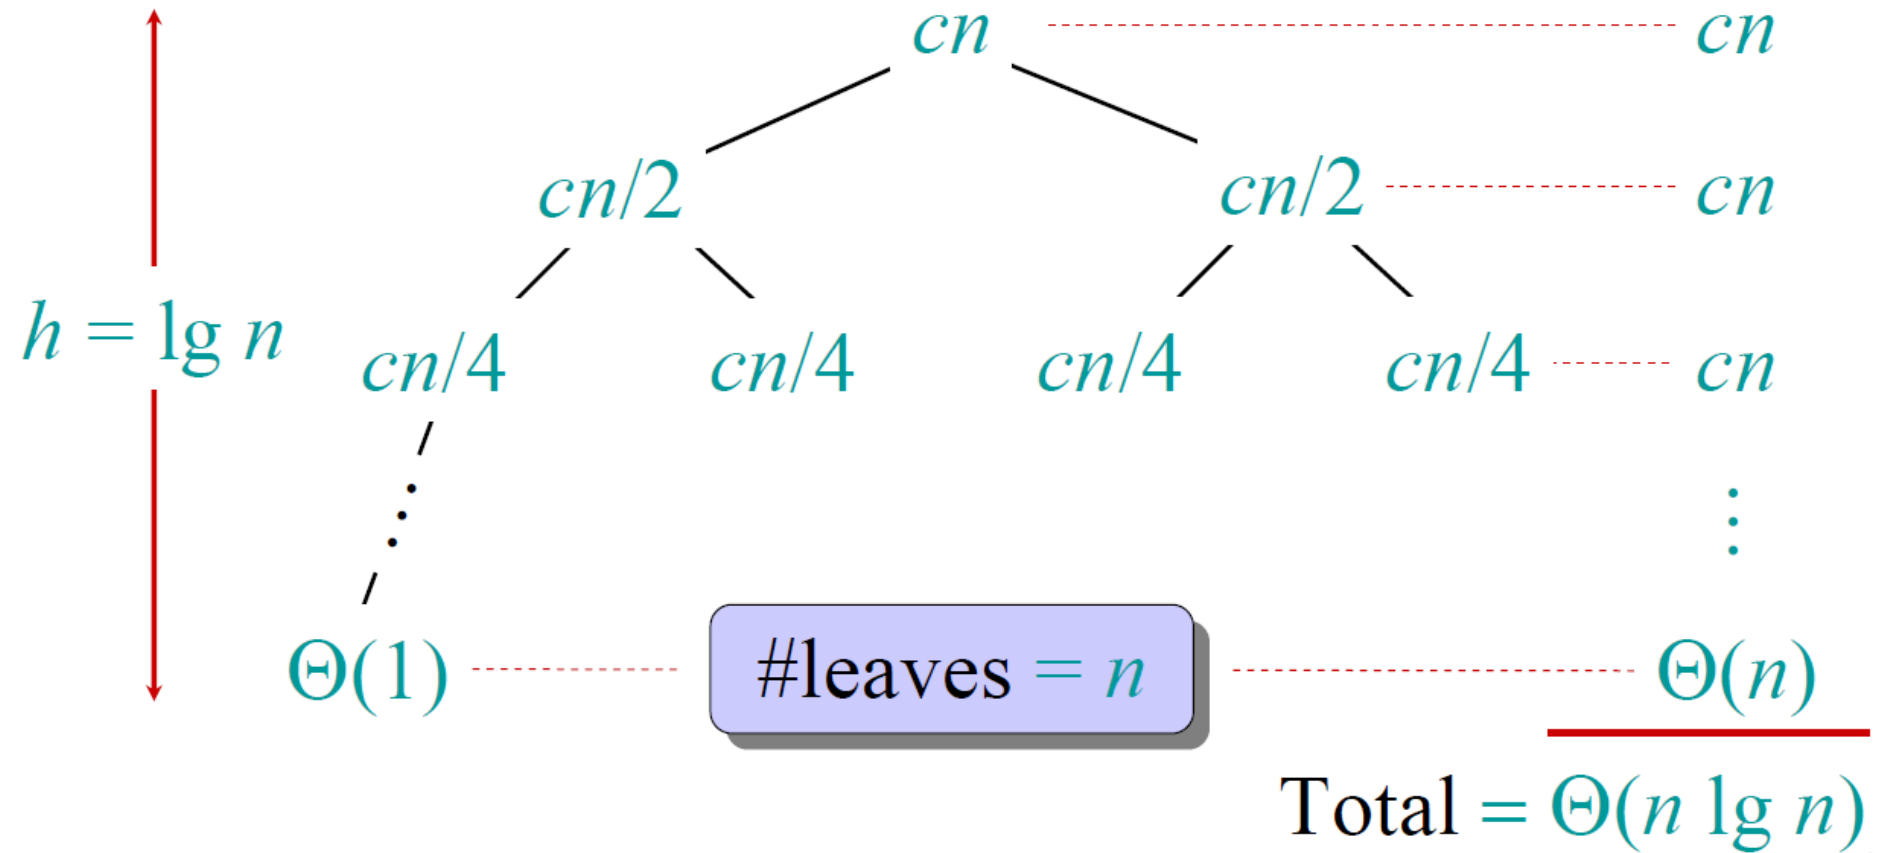 cn cn
cn/2 cn/2 cn
h = lg n cn/4 cn/4 cn/4 cn/4 cn
Θ(1) #leaves = n Θ(n)
Total = Θ(n lg n)